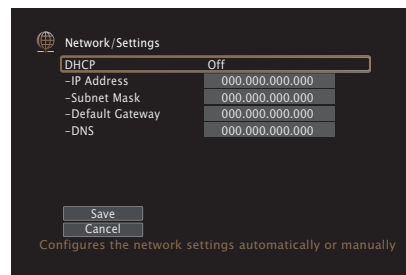 Network/Settings
DHCP Off
-IP Address 000.000.000.000
-Subnet Mask 000.000.000.000
-Default Gateway 000.000.000.000
-DNS 000.000.000.000
Save
Cancel
Configures the network settings automatically or manually